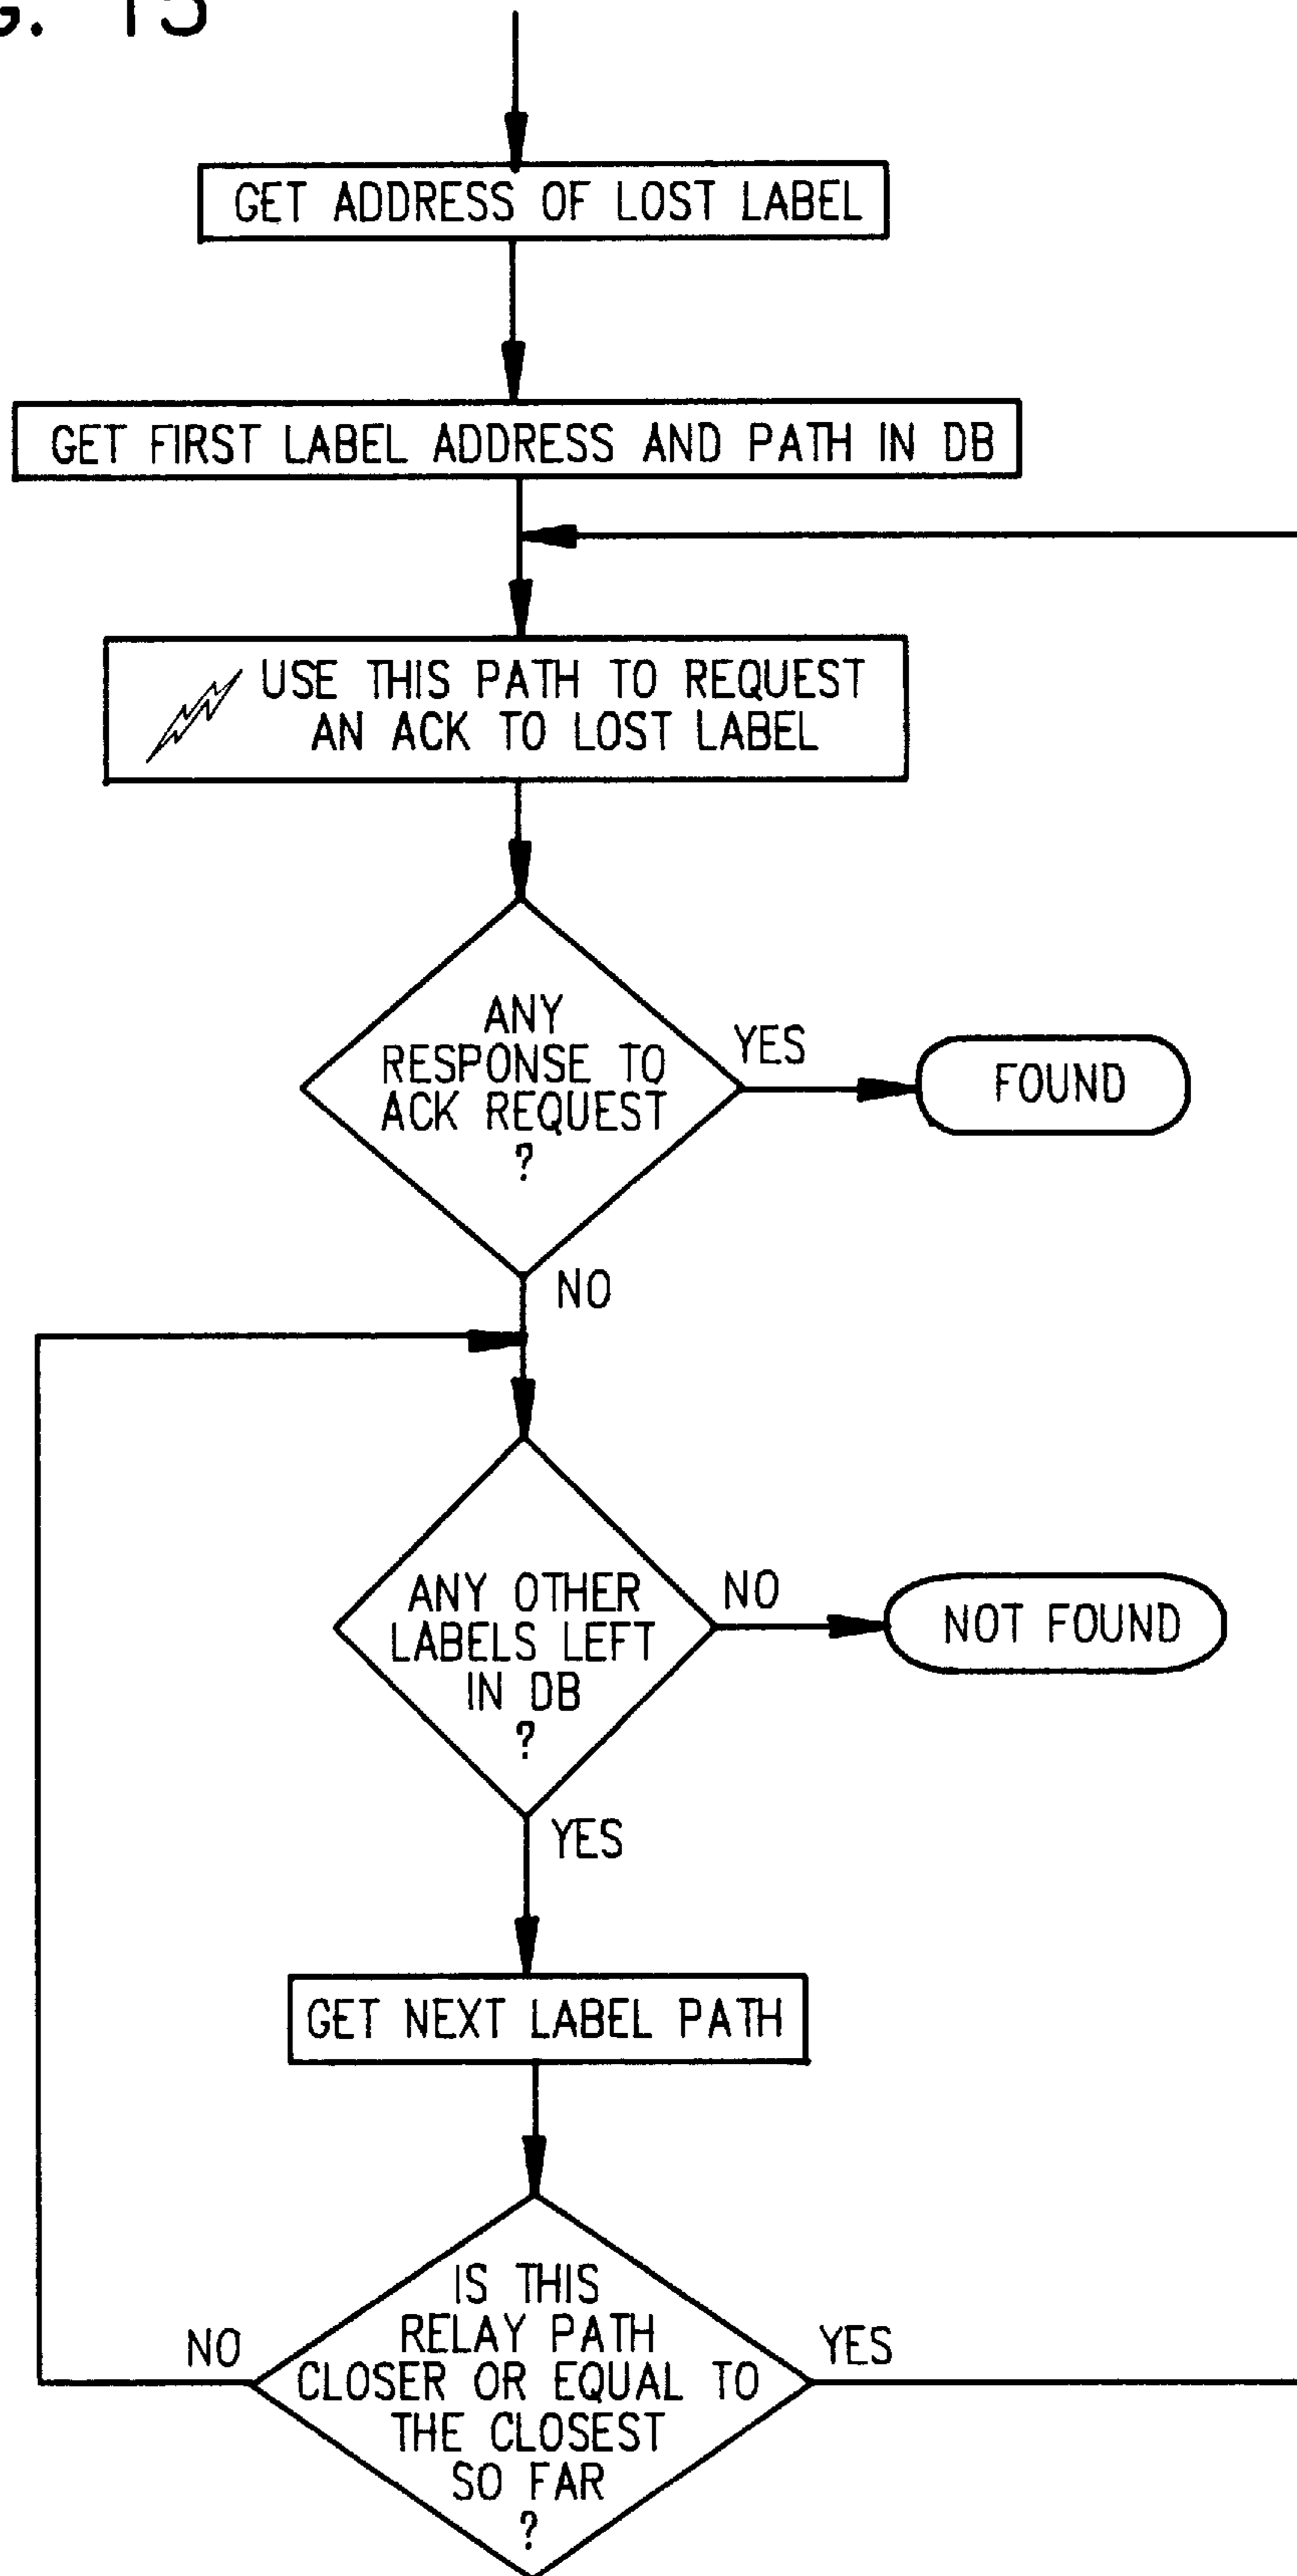 G. 15
GET ADDRESS OF LOST LABEL
GET FIRST LABEL ADDRESS AND PATH IN DB
USE THIS PATH TO REQUEST
AN ACK TO LOST LABEL
ANY
RESPONSE TO
ACK REQUEST
?
YES
FOUND
NO
ANY OTHER
LABELS LEFT
IN DB
?
NO
NOT FOUND
YES
GET NEXT LABEL PATH
IS THIS
RELAY PATH
CLOSER OR EQUAL TO
THE CLOSEST
SO FAR
?
NO
YES